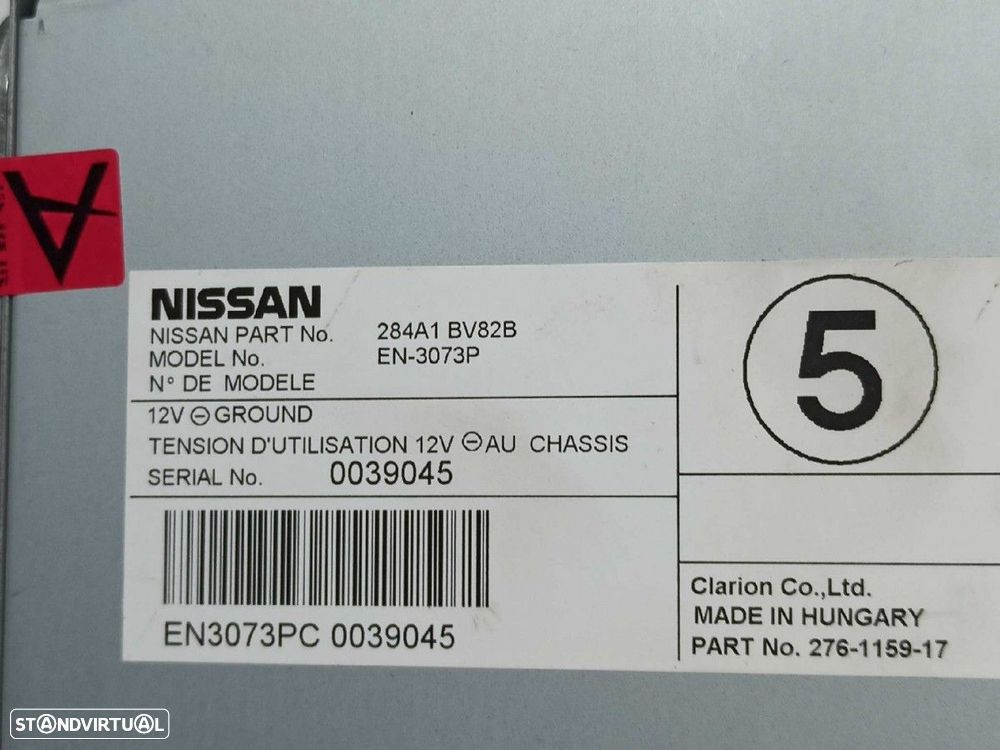 A
NISSAN
NISSAN PART No. 284A1 BV82B
MODEL No. EN-3073P
N° DE MODELE
12V ⊖ GROUND
TENSION D'UTILISATION 12V ⊖ AU CHASSIS
SERIAL No. 0039045
EN3073PC 0039045
5
Clarion Co.,Ltd.
MADE IN HUNGARY
PART No. 276-1159-17
STANDVIRTUAL